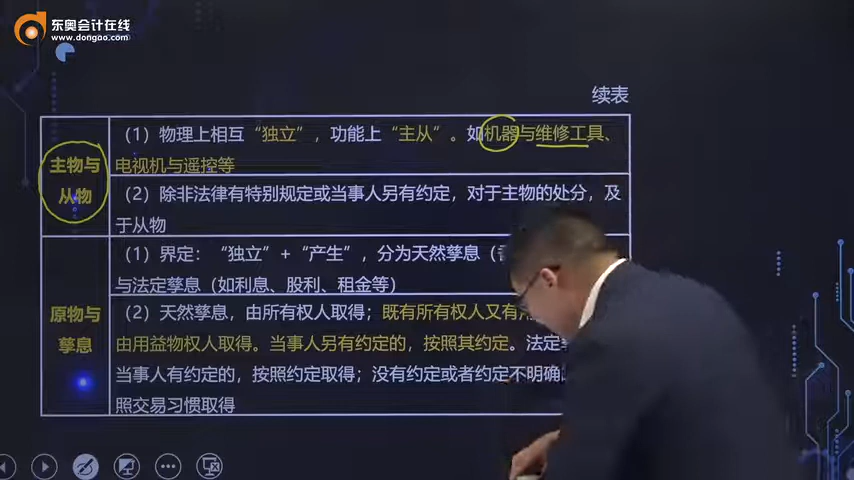 东奥会计在线
www.dongao.com
续表
主物与
从物
(1) 物理上相互“独立”,功能上“主从”。如机器与维修工具、
电视机与遥控等
(2) 除非法律有特别规定或当事人另有约定,对于主物的处分,及
于从物
原物与
孳息
(1) 界定:“独立”+“产生”,分为天然孳息(
与法定孳息(如利息、股利、租金等)
(2) 天然孳息,由所有权人取得;既有所有权人又有
由用益物权人取得。当事人另有约定的,按照其约定。法定
当事人有约定的,按照约定取得;没有约定或者约定不明确
照交易习惯取得